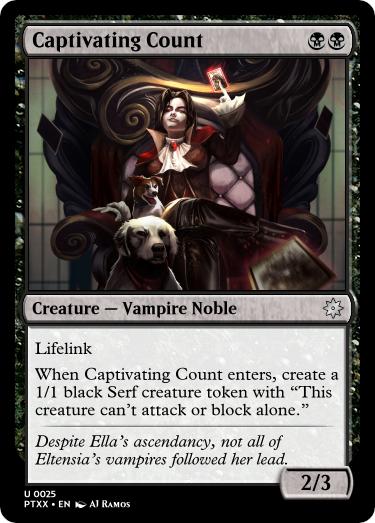 Captivating Count
Creature — Vampire Noble
Lifelink
When Captivating Count enters, create a
1/1 black Serf creature token with “This
creature can’t attack or block alone.”
Despite Ella’s ascendancy, not all of
Eltensia’s vampires followed her lead.
2/3
U 0025
PTXX • EN AJ Ramos